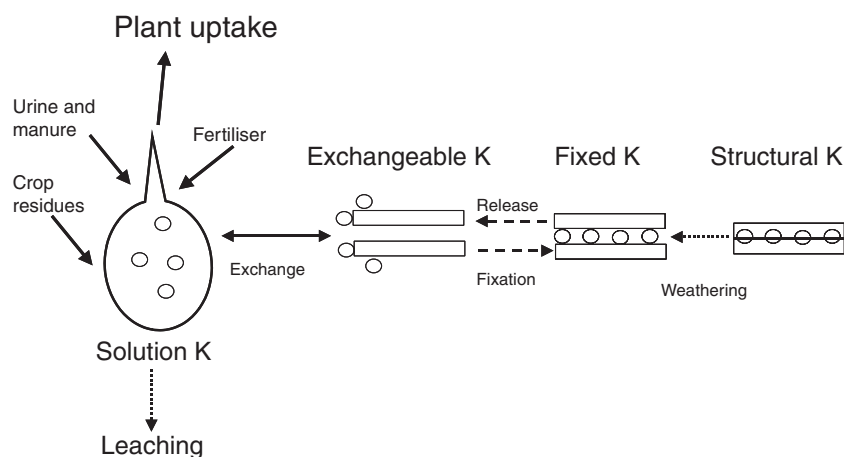 Plant uptake
Urine and
manure
Fertiliser
Crop
residues
Exchangeable K
Fixed K
Structural K
Release
Exchange
Fixation
Weathering
Solution K
Leaching